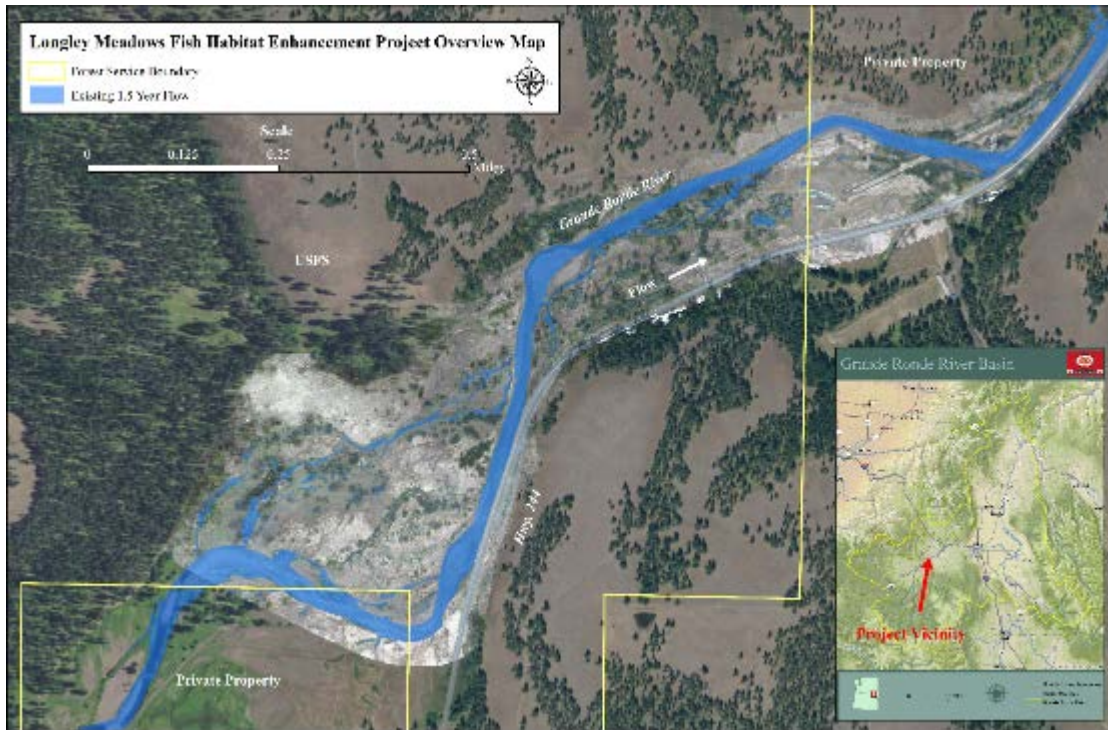 Longley Meadows Fish Habitat Enhancement Project Overview Map
Forest Service Boundary
Existing 1.5 Year Flow
Scale
0 0.125 0.25 0.5
Miles
Private Property
Grande Ronde River
USFS
Flow
Hwy. 244
Private Property
Grande Ronde River Basin
Project Vicinity